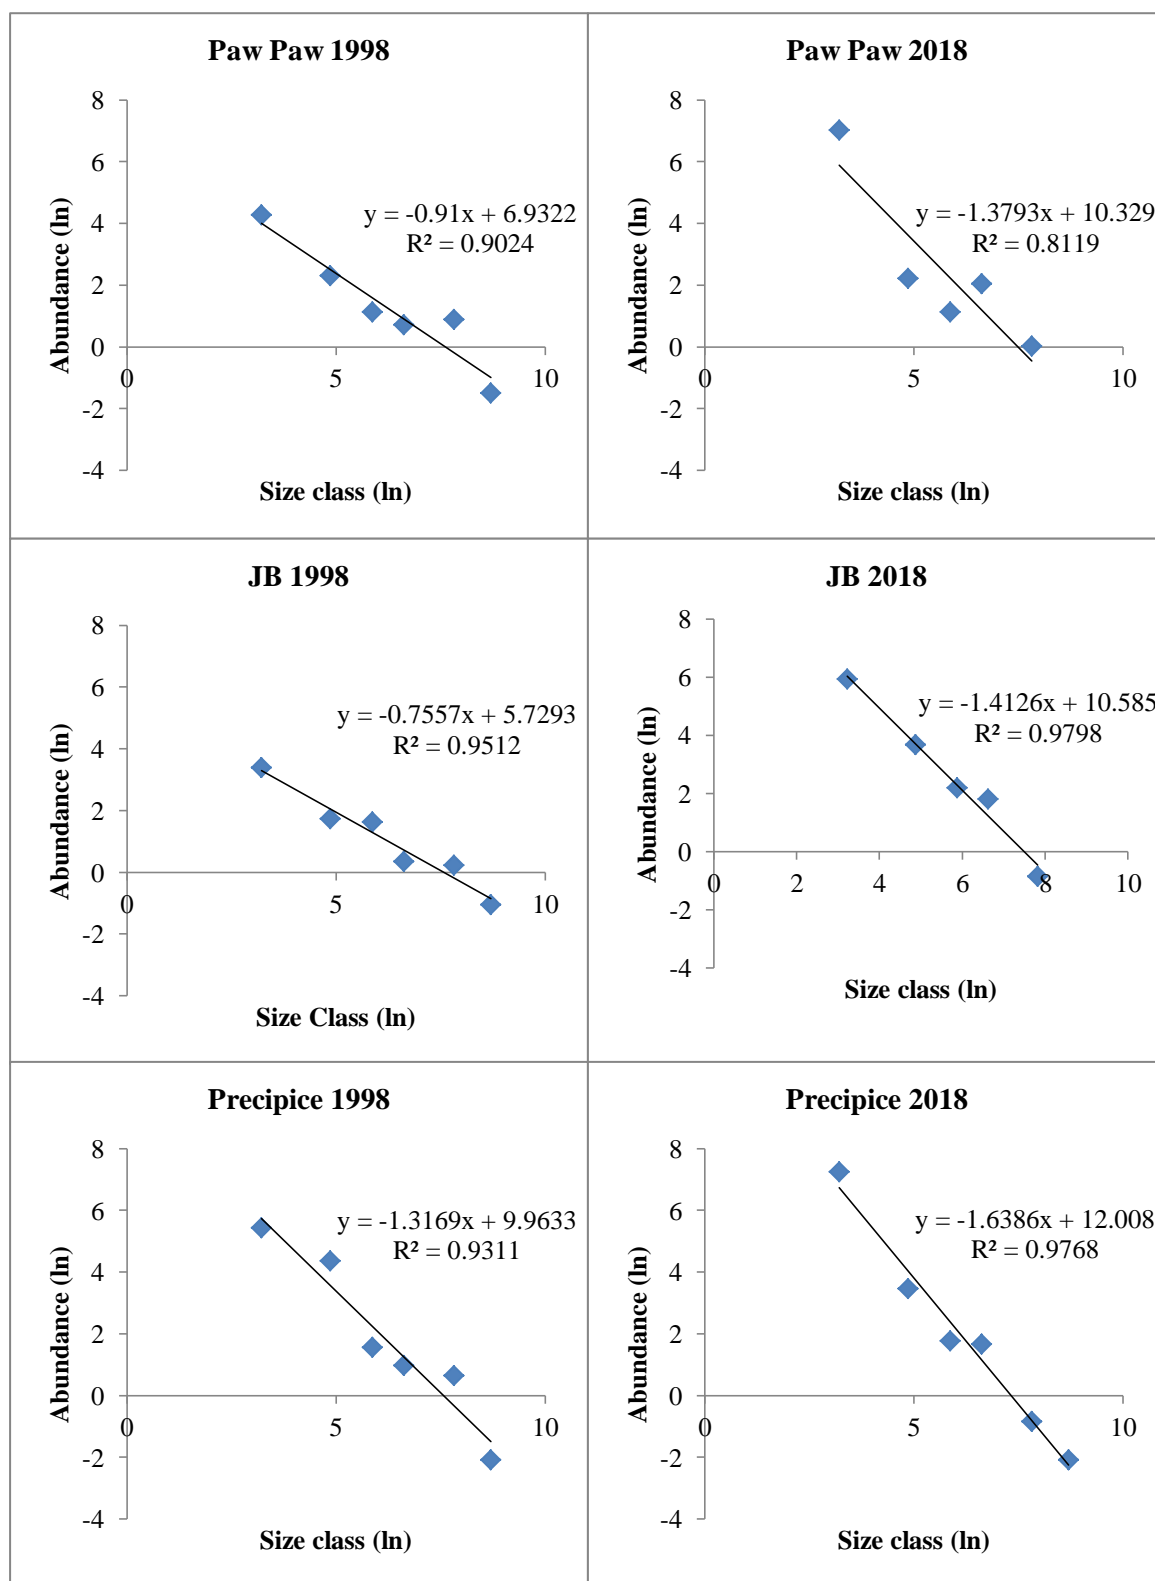 Paw Paw 1998
8
6
4
2
0
-2
-4
0
5
10
Abundance (ln)
y = -0.91x + 6.9322
R² = 0.9024
Size class (ln)
Paw Paw 2018
8
6
4
2
0
-2
-4
0
5
10
Abundance (ln)
y = -1.3793x + 10.329
R² = 0.8119
Size class (ln)
JB 1998
8
6
4
2
0
-2
-4
0
5
10
Abundance (ln)
y = -0.7557x + 5.7293
R² = 0.9512
Size Class (ln)
JB 2018
8
6
4
2
0
-2
-4
0
2
4
6
8
10
Abundance (ln)
y = -1.4126x + 10.585
R² = 0.9798
Size class (ln)
Precipice 1998
8
6
4
2
0
-2
-4
0
5
10
Abundance (ln)
y = -1.3169x + 9.9633
R² = 0.9311
Size class (ln)
Precipice 2018
8
6
4
2
0
-2
-4
0
5
10
Abundance (ln)
y = -1.6386x + 12.008
R² = 0.9768
Size class (ln)